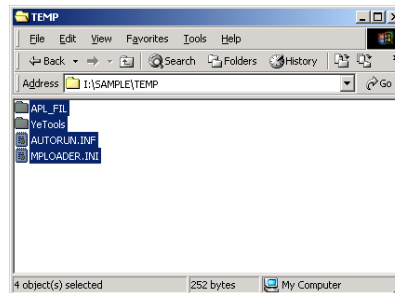 TEMP
File Edit View Favorites Tools Help
Back Search Folders History
Address I:\SAMPLE\TEMP Go
APL_FIL
YeTools
AUTORUN.INF
MPLOADER.INI
4 object(s) selected 252 bytes My Computer